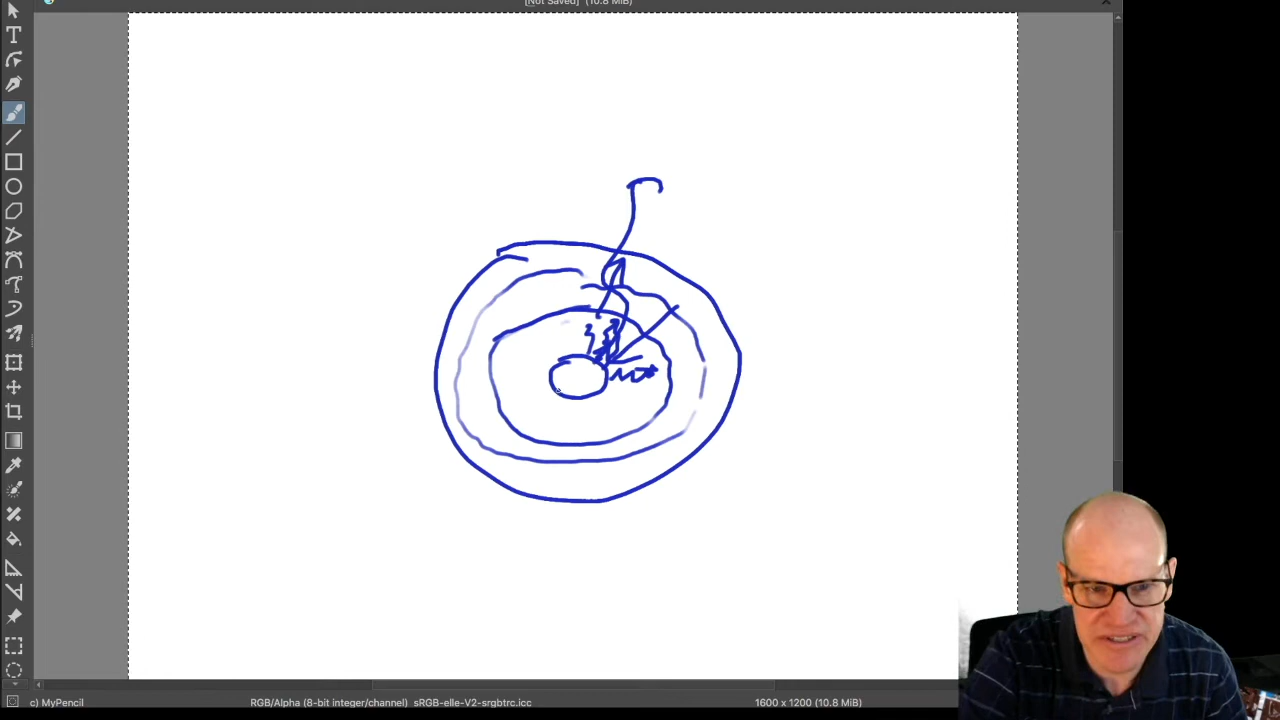 [Not Saved] (10.8 MiB)
c) MyPencil RGB/Alpha (8-bit integer/channel) sRGB-elle-V2-srgbtrc.icc 1600 x 1200 (10.8 MiB)